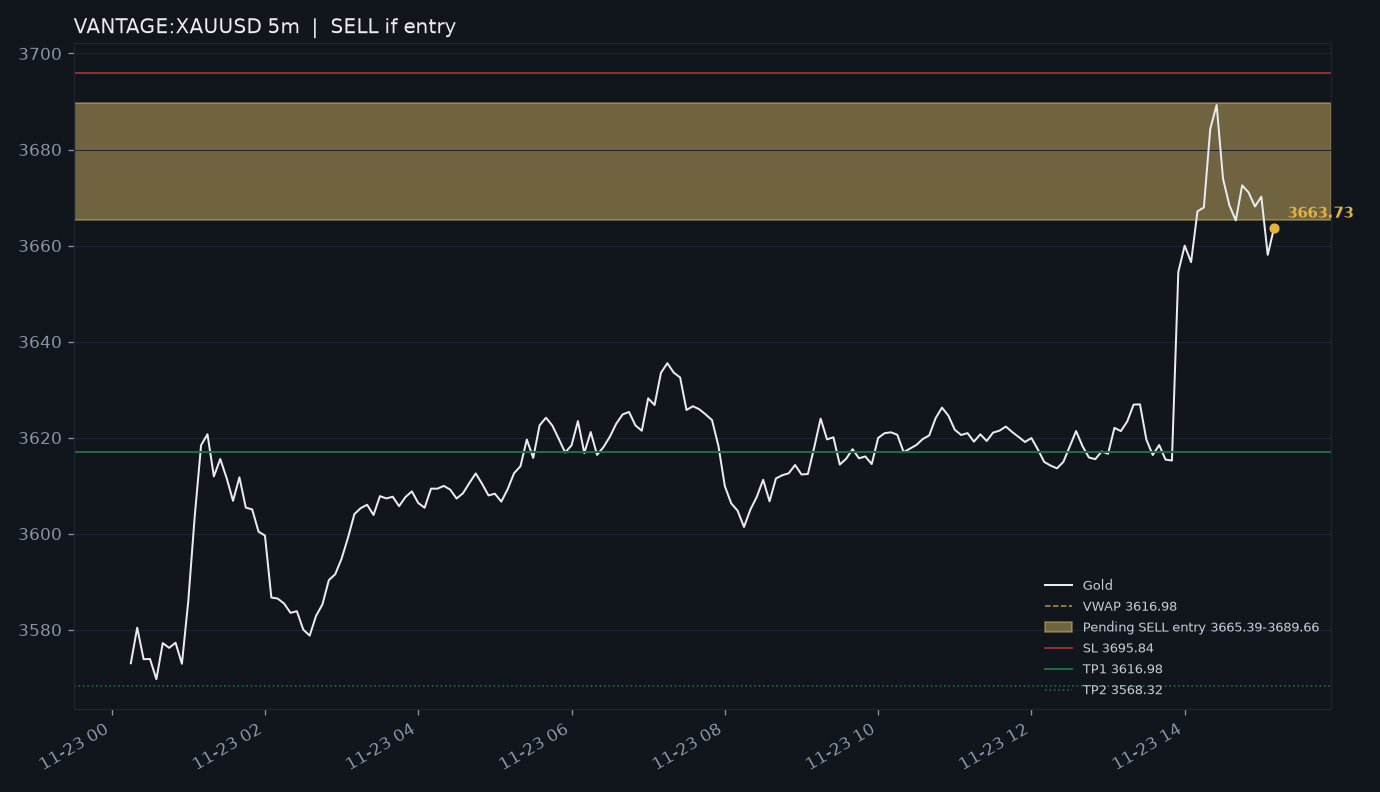 VANTAGE:XAUUSD 5m | SELL if entry
3700
3680
3660
3640
3620
3600
3580
3663.73
Gold
VWAP 3616.98
Pending SELL entry 3665.39-3689.66
SL 3695.84
TP1 3616.98
TP2 3568.32
11-23 00
11-23 02
11-23 04
11-23 06
11-23 08
11-23 10
11-23 12
11-23 14